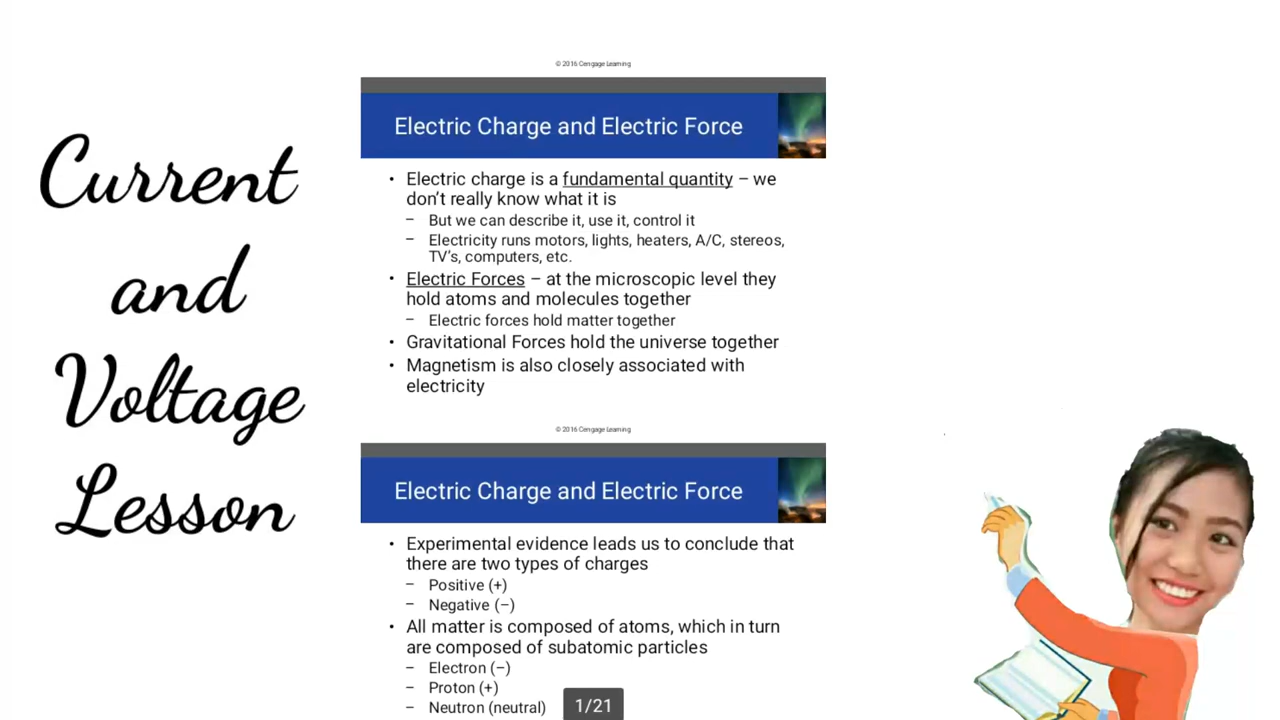 Current
and
Voltage
Lesson
© 2016 Cengage Learning
Electric Charge and Electric Force
• Electric charge is a fundamental quantity – we
don’t really know what it is
– But we can describe it, use it, control it
– Electricity runs motors, lights, heaters, A/C, stereos,
TV’s, computers, etc.
• Electric Forces – at the microscopic level they
hold atoms and molecules together
– Electric forces hold matter together
• Gravitational Forces hold the universe together
• Magnetism is also closely associated with
electricity
© 2016 Cengage Learning
Electric Charge and Electric Force
• Experimental evidence leads us to conclude that
there are two types of charges
– Positive (+)
– Negative (–)
• All matter is composed of atoms, which in turn
are composed of subatomic particles
– Electron (–)
– Proton (+)
– Neutron (neutral)
1/21